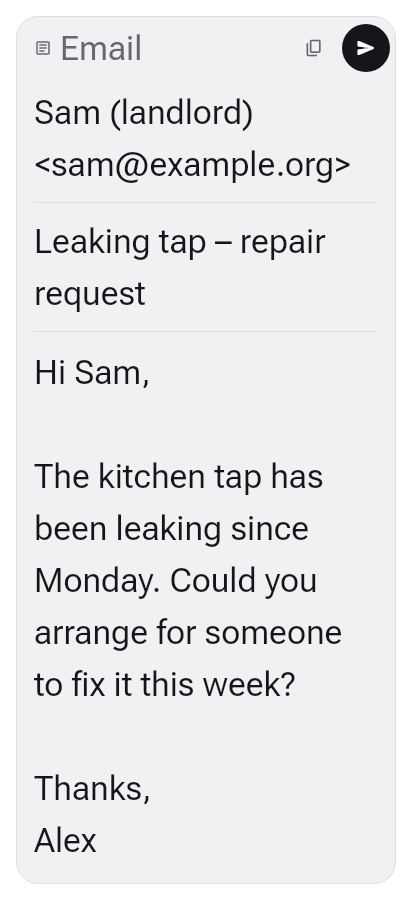 Email
Sam (landlord)
<sam@example.org>
Leaking tap – repair
request
Hi Sam,
The kitchen tap has
been leaking since
Monday. Could you
arrange for someone
to fix it this week?
Thanks,
Alex